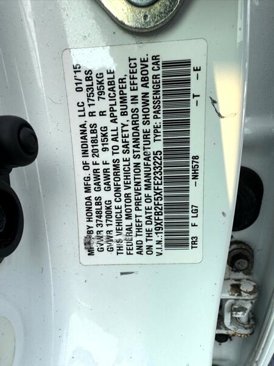 MFD BY HONDA MFG. OF INDIANA, LLC 01/15
GVWR 3748LBS GAWR F 2018LBS R 1753LBS
GVWR 1700KG GAWR F 915KG R 795KG
THIS VEHICLE CONFORMS TO ALL APPLICABLE
FEDERAL MOTOR VEHICLE SAFETY, BUMPER,
AND THEFT PREVENTION STANDARDS IN EFFECT
ON THE DATE OF MANUFACTURE SHOWN ABOVE.
V.I.N.:19XFB2F5XFE233225 TYPE: PASSENGER CAR
TR3 F LG7 -NH578 -T -E